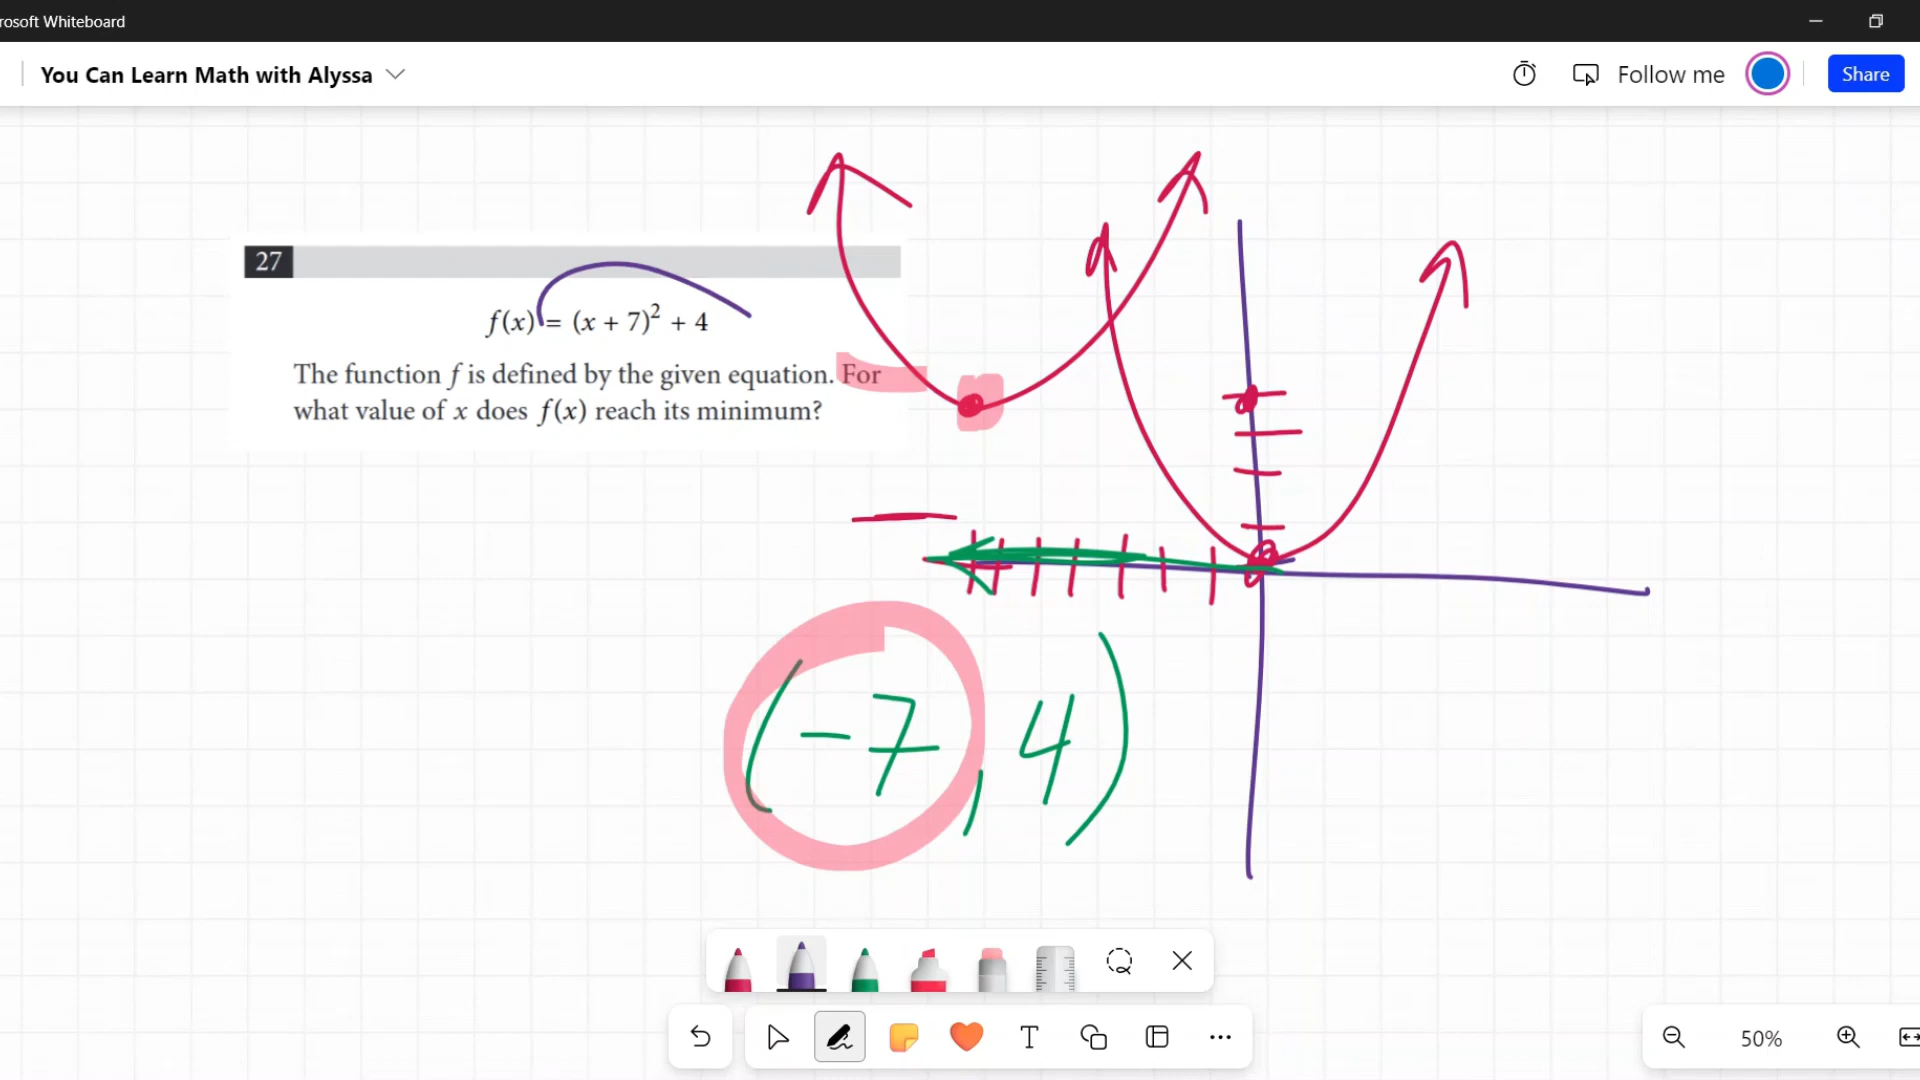 rosoft Whiteboard
You Can Learn Math with Alyssa
Follow me
Share
27
f(x) = (x + 7)² + 4
The function f is defined by the given equation. For
what value of x does f(x) reach its minimum?
(-7, 4)
50%